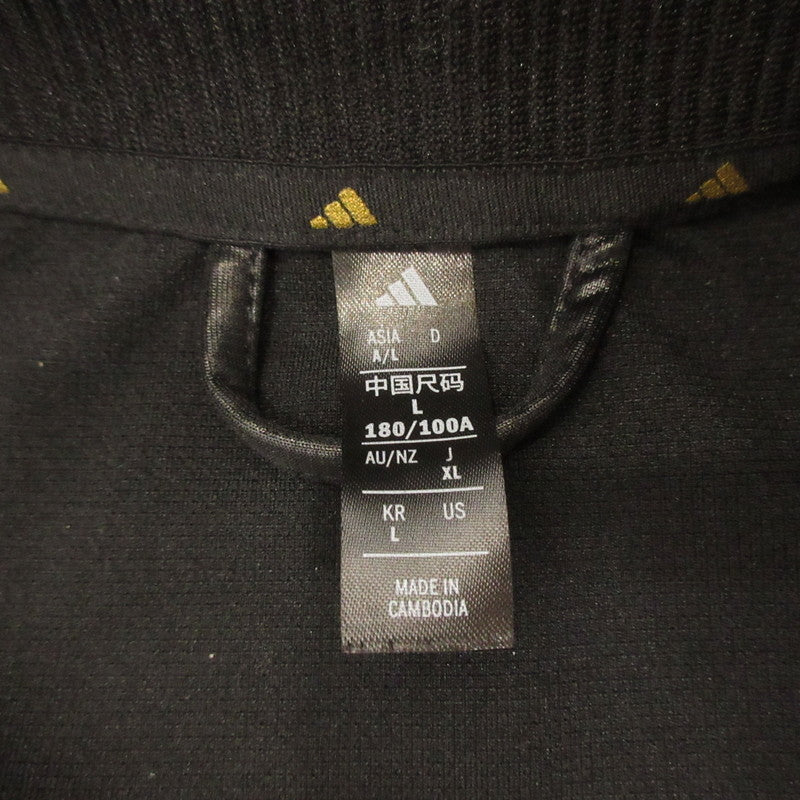 ASIA D
A/L
中国尺码
L
180/100A
AU/NZ J
XL
KR US
L
MADE IN
CAMBODIA